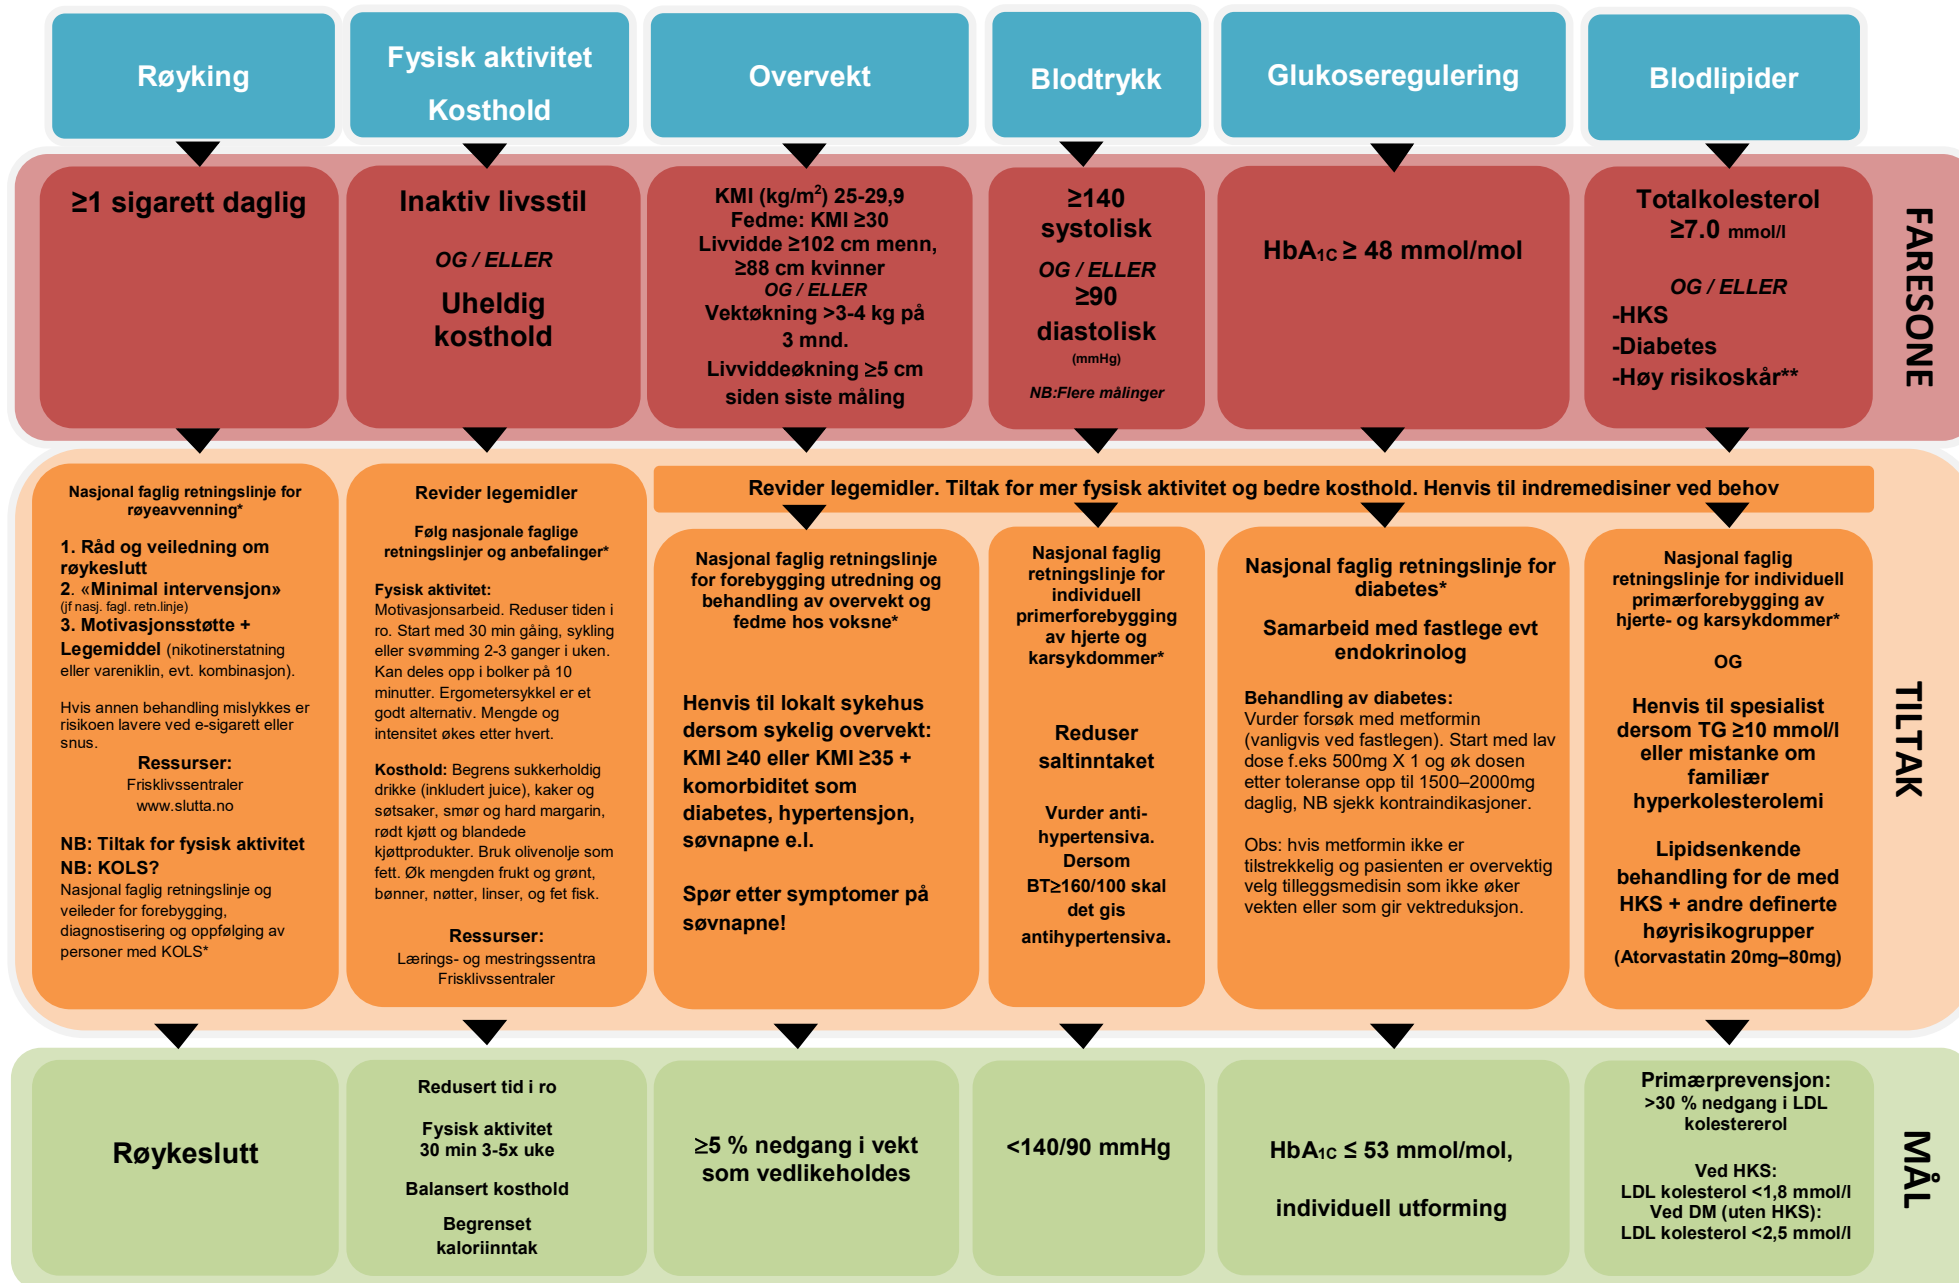 Røyking
Fysisk aktivitet
Kosthold
Overvekt
Blodtrykk
Glukoseregulering
Blodlipider
≥1 sigarett daglig
Inaktiv livsstil
OG / ELLER
Uheldig
kosthold
KMI (kg/m²) 25-29,9
Fedme: KMI ≥30
Livvidde ≥102 cm menn,
≥88 cm kvinner
OG / ELLER
Vektøkning >3-4 kg på
3 mnd.
Livviddeøkning ≥5 cm
siden siste måling
≥140
systolisk
OG / ELLER
≥90
diastolisk
(mmHg)
NB:Flere målinger
HbA1C ≥ 48 mmol/mol
Totalkolesterol
≥7.0 mmol/l
OG / ELLER
-HKS
-Diabetes
-Høy risikoskår**
FARESONE
Nasjonal faglig retningslinje for
røyeavvenning*
1. Råd og veiledning om
røykeslutt
2. «Minimal intervensjon»
(jf nasj. fagl. retn.linje)
3. Motivasjonsstøtte +
Legemiddel (nikotinerstatning
eller vareniklin, evt. kombinasjon).
Hvis annen behandling mislykkes er
risikoen lavere ved e-sigarett eller
snus.
Ressurser:
Frisklivssentraler
www.slutta.no
NB: Tiltak for fysisk aktivitet
NB: KOLS?
Nasjonal faglig retningslinje og
veileder for forebygging,
diagnostisering og oppfølging av
personer med KOLS*
Revider legemidler
Følg nasjonale faglige
retningslinjer og anbefalinger*
Fysisk aktivitet:
Motivasjonsarbeid. Reduser tiden i
ro. Start med 30 min gåing, sykling
eller svømming 2-3 ganger i uken.
Kan deles opp i bolker på 10
minutter. Ergometersykkel er et
godt alternativ. Mengde og
intensitet økes etter hvert.
Kosthold: Begrens sukkerholdig
drikke (inkludert juice), kaker og
søtsaker, smør og hard margarin,
rødt kjøtt og blandede
kjøttprodukter. Bruk olivenolje som
fett. Øk mengden frukt og grønt,
bønner, nøtter, linser, og fet fisk.
Ressurser:
Lærings- og mestringssentra
Frisklivssentraler
Revider legemidler. Tiltak for mer fysisk aktivitet og bedre kosthold. Henvis til indremedisiner ved behov
Nasjonal faglig retningslinje
for forebygging utredning og
behandling av overvekt og
fedme hos voksne*
Henvis til lokalt sykehus
dersom sykelig overvekt:
KMI ≥40 eller KMI ≥35 +
komorbiditet som
diabetes, hypertensjon,
søvnapne e.l.
Spør etter symptomer på
søvnapne!
Nasjonal faglig
retningslinje for
individuell
primerforebygging
av hjerte og
karsykdommer*
Reduser
saltinntaket
Vurder anti-
hypertensiva.
Dersom
BT≥160/100 skal
det gis
antihypertensiva.
Nasjonal faglig retningslinje for
diabetes*
Samarbeid med fastlege evt
endokrinolog
Behandling av diabetes:
Vurder forsøk med metformin
(vanligvis ved fastlegen). Start med lav
dose f.eks 500mg X 1 og øk dosen
etter toleranse opp til 1500–2000mg
daglig, NB sjekk kontraindikasjoner.
Obs: hvis metformin ikke er
tilstrekkelig og pasienten er overvektig
velg tilleggsmedisin som ikke øker
vekten eller som gir vektreduksjon.
Nasjonal faglig
retningslinje for individuell
primærforebygging av
hjerte- og karsykdommer*
OG
Henvis til spesialist
dersom TG ≥10 mmol/l
eller mistanke om
familiær
hyperkolesterolemi
Lipidsenkende
behandling for de med
HKS + andre definerte
høyrisikogrupper
(Atorvastatin 20mg–80mg)
TILTAK
Røykeslutt
Redusert tid i ro
Fysisk aktivitet
30 min 3-5x uke
Balansert kosthold
Begrenset
kaloriinntak
≥5 % nedgang i vekt
som vedlikeholdes
<140/90 mmHg
HbA1C ≤ 53 mmol/mol,
individuell utforming
Primærprevensjon:
>30 % nedgang i LDL
kolestererol
Ved HKS:
LDL kolesterol <1,8 mmol/l
Ved DM (uten HKS):
LDL kolesterol <2,5 mmol/l
MÅL